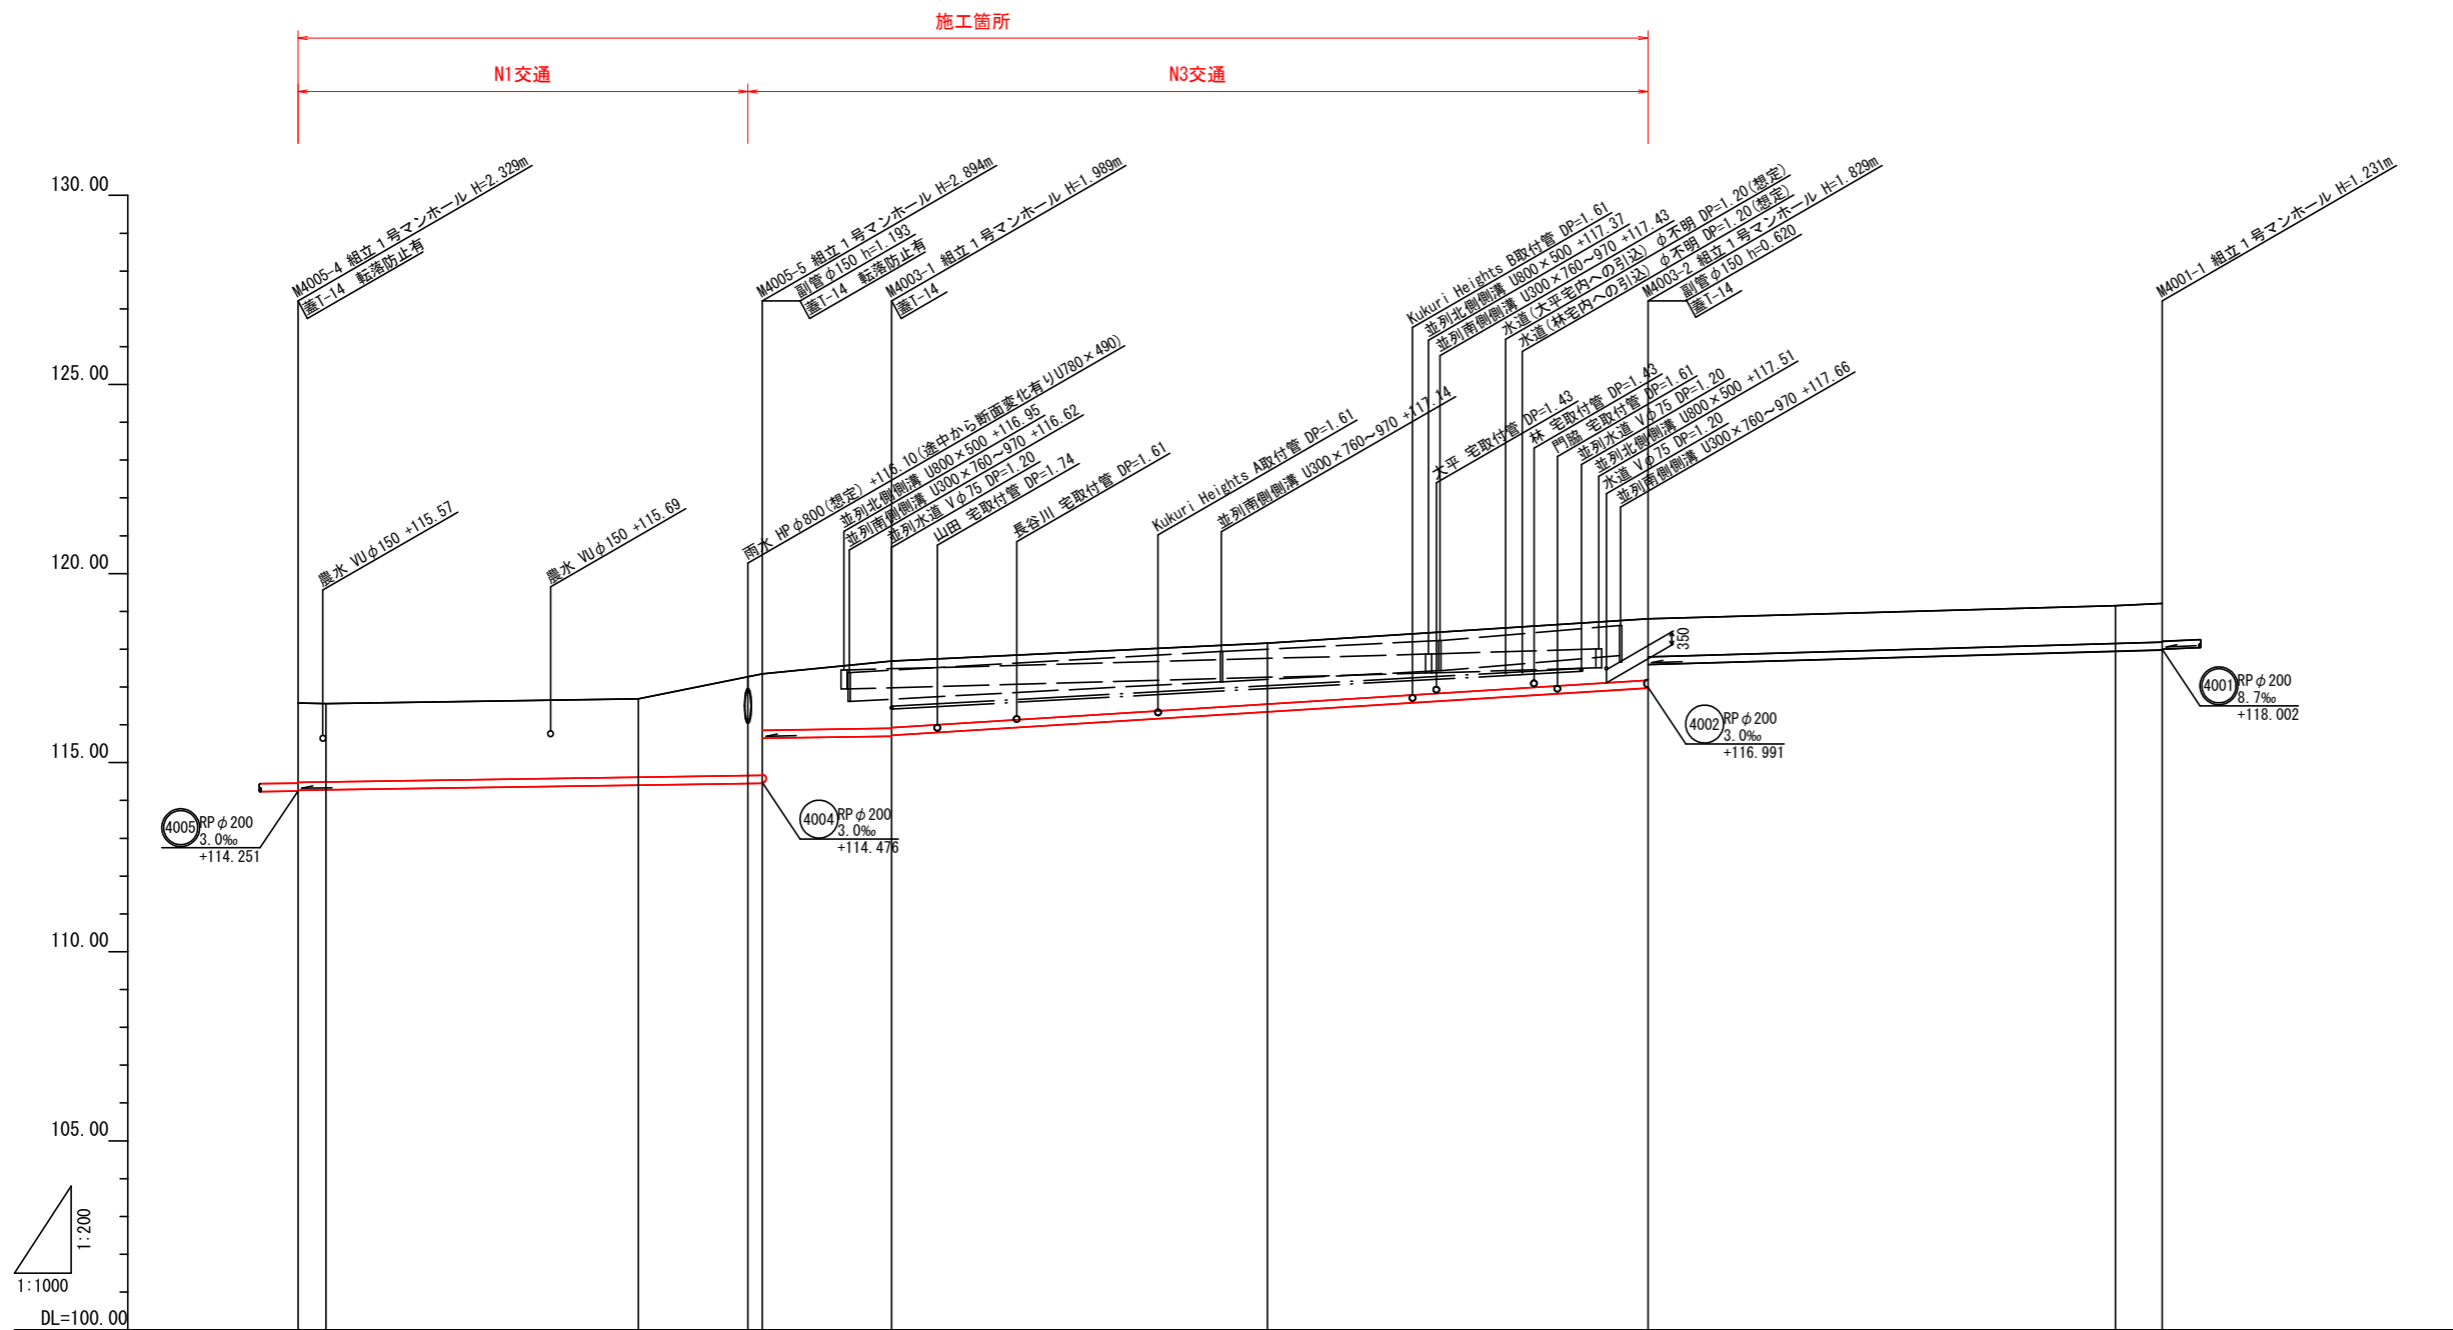 施工箇所
N1交通
N3交通
M4005-4 組立1号マンホール H=2.329m
蓋T-14 転落防止有
M4005-5 組立1号マンホール H=2.894m
副管φ150 h=1.193
蓋T-14 転落防止有
M4003-1 組立1号マンホール H=1.989m
蓋T-14
Kukuri Heights B取付管 DP=1.61
並列北側側溝 U800×500 +117.37
並列南側側溝 U300×760～970 +117.43
水道(大平宅内への引込) φ不明 DP=1.20(想定)
水道(林宅内への引込) φ不明 DP=1.20(想定)
M4003-2 組立1号マンホール H=1.829m
副管φ150 h=0.620
蓋T-14
M4001-1 組立1号マンホール H=1.231m
農水 VUφ150 +115.57
農水 VUφ150 +115.69
雨水 HPφ800(想定) +116.10(途中から断面変化有りU780×490)
並列北側側溝 U800×500 +116.95
並列南側側溝 U300×760～970 +116.62
並列水道 Vφ75 DP=1.20
山田 宅取付管 DP=1.74
長谷川 宅取付管 DP=1.61
Kukuri Heights A取付管 DP=1.61
並列南側側溝 U300×760～970 +117.14
大平 宅取付管 DP=1.43
林 宅取付管 DP=1.43
門脇 宅取付管 DP=1.61
並列水道 Vφ75 DP=1.20
並列北側側溝 U800×500 +117.51
水道 Vφ75 DP=1.20
並列南側側溝 U300×760～970 +117.66
350
130.00
125.00
120.00
115.00
110.00
105.00
DL=100.00
4005
RPφ200
3.0‰
+114.251
4004
RPφ200
3.0‰
+114.476
4002
RPφ200
3.0‰
+116.991
4001
RPφ200
8.7‰
+118.002
1:200
1:1000